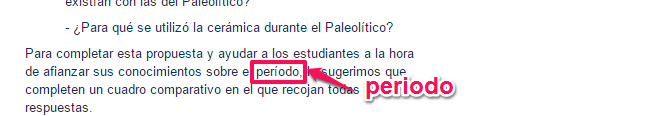 existían con las del Paleolítico?
- ¿Para qué se utilizó la cerámica durante el Paleolítico?
Para completar esta propuesta y ayudar a los estudiantes a la hora
de afianzar sus conocimientos sobre el período, sugerimos que
completen un cuadro comparativo en el que recojan todas
respuestas.
periodo